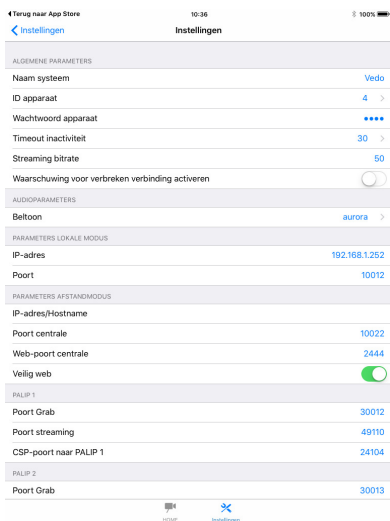 Terug naar App Store 10:36 100%
Instellingen Instellingen
ALGEMENE PARAMETERS
Naam systeem Vedo
ID apparaat 4
Wachtwoord apparaat ••••
Timeout inactiviteit 30
Streaming bitrate 50
Waarschuwing voor verbreken verbinding activeren
AUDIOPARAMETERS
Beltoon aurora
PARAMETERS LOKALE MODUS
IP-adres 192.168.1.252
Poort 10012
PARAMETERS AFSTANDMODUS
IP-adres/Hostname
Poort centrale 10022
Web-poort centrale 2444
Veilig web
PALIP 1
Poort Grab 30012
Poort streaming 49110
CSP-poort naar PALIP 1 24104
PALIP 2
Poort Grab 30013
HOME Instellingen